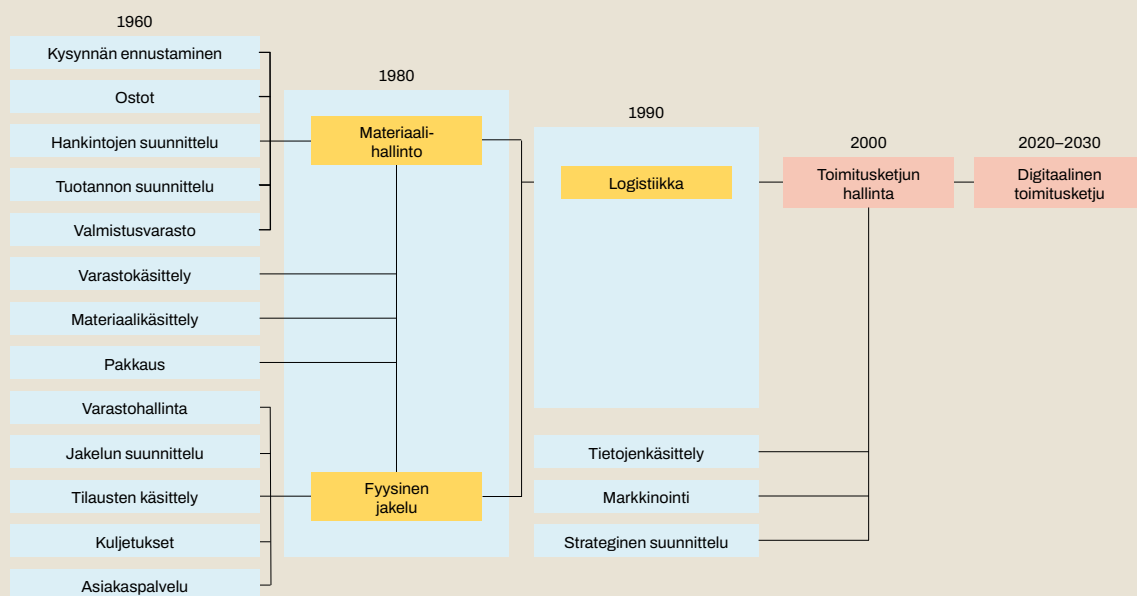 1960
Kysynnän ennustaminen
Ostot
Hankintojen suunnittelu
Tuotannon suunnittelu
Valmistusvarasto
Varastokäsittely
Materiaalikäsittely
Pakkaus
Varastohallinta
Jakelun suunnittelu
Tilausten käsittely
Kuljetukset
Asiakaspalvelu
1980
Materiaali-
hallinto
Fyysinen
jakelu
1990
Logistiikka
Tietojenkäsittely
Markkinointi
Strateginen suunnittelu
2000
Toimitusketjun
hallinta
2020–2030
Digitaalinen
toimitusketju